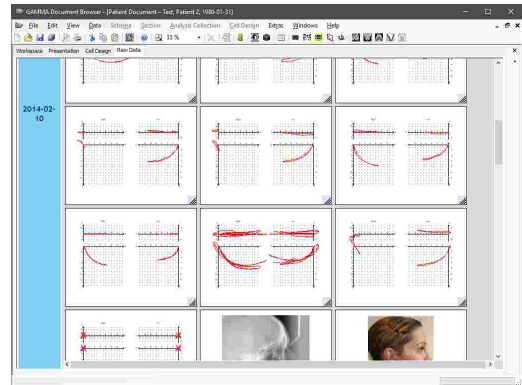 GAMMA Document Browser - [Patient Document - Test, Patient 2, 1980-01-31]
File Edit View Data Schema Section Analysis Collection Cell Design Extras Windows Help
33 %
Workspace Presentation Cell Design Raw Data
2014-02-
10